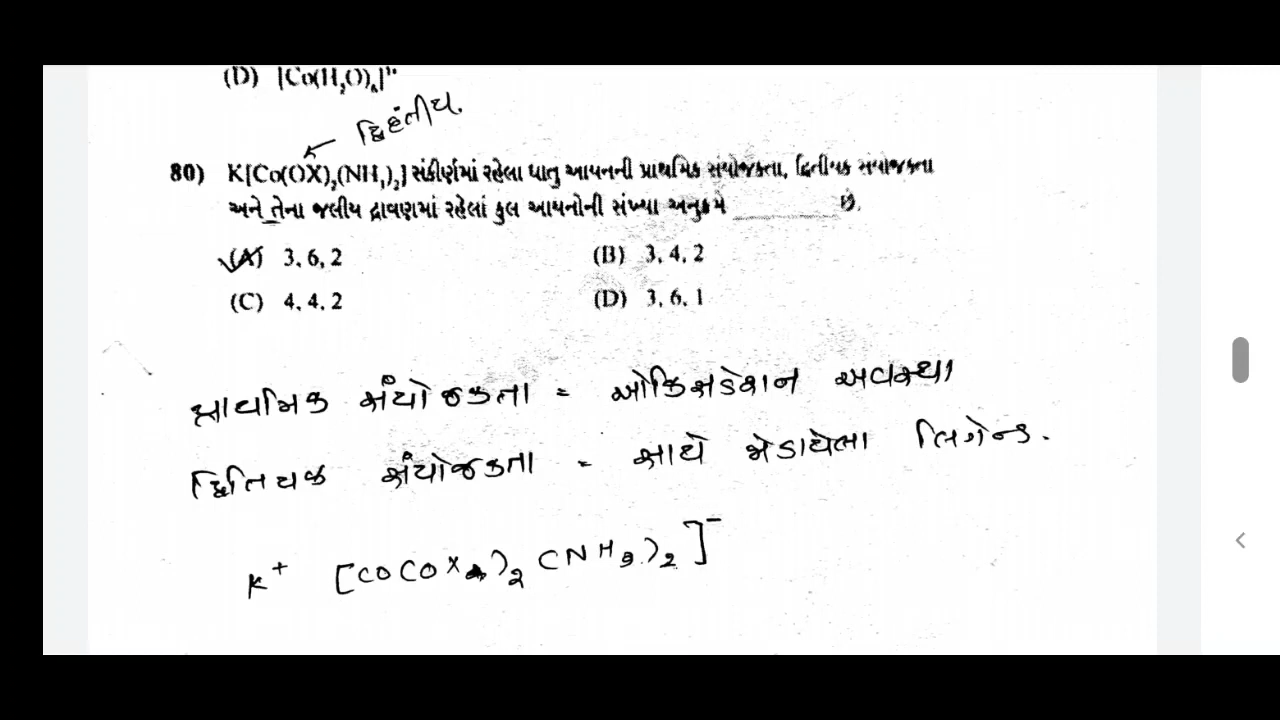 (D) [Co(H₂O)₆]ⁿ⁺
દ્વિદંતીય.
80) K[Co(OX)₂(NH₃)₂] સંકીર્ણમાં રહેલા ધાતુ આયનની પ્રાથમિક સંયોજકતા, દ્વિતીયક સંયોજકતા
અને તેના જલીય દ્રાવણમાં રહેલાં કુલ આયનોની સંખ્યા અનુક્રમે __________ છે.
(A) 3, 6, 2 (B) 3, 4, 2
(C) 4, 4, 2 (D) 3, 6, 1
પ્રાથમિક સંયોજકતા = ઓકિસડેશન અવસ્થા
દ્વિતિયક સંયોજકતા = સાથે જોડાયેલા લિગેન્ડ.
K⁺ [CO(OX)₂(NH₃)₂]⁻